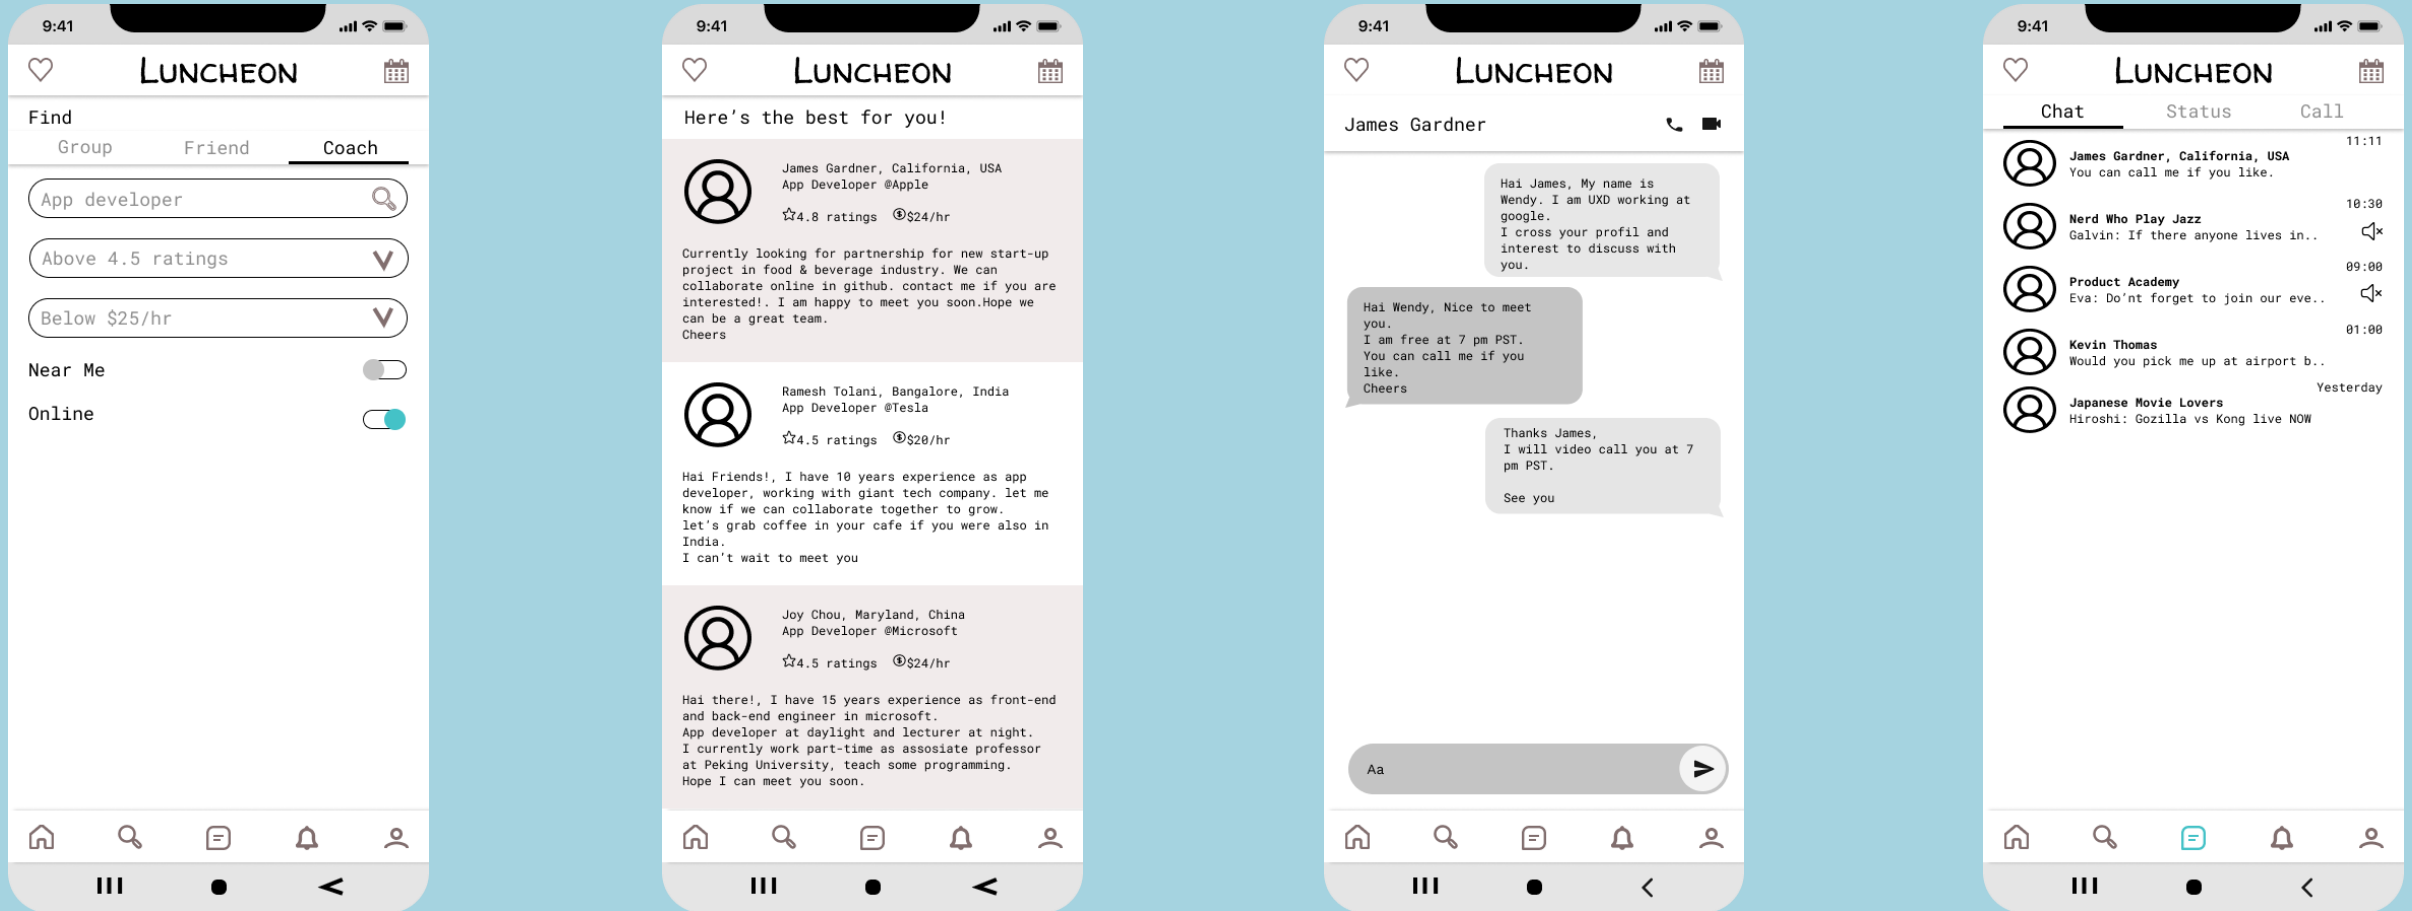 9:41
LUNCHEON
Find
Group Friend Coach
App developer
Above 4.5 ratings
Below $25/hr
Near Me
Online
9:41
LUNCHEON
Here's the best for you!
James Gardner, California, USA
App Developer @Apple
4.8 ratings $24/hr
Currently looking for partnership for new start-up
project in food & beverage industry. We can
collaborate online in github. contact me if you are
interested!. I am happy to meet you soon.Hope we
can be a great team.
Cheers
Ramesh Tolani, Bangalore, India
App Developer @Tesla
4.5 ratings $20/hr
Hai Friends!, I have 10 years experience as app
developer, working with giant tech company. let me
know if we can collaborate together to grow.
let's grab coffee in your cafe if you were also in
India.
I can't wait to meet you
Joy Chou, Maryland, China
App Developer @Microsoft
4.5 ratings $24/hr
Hai there!, I have 15 years experience as front-end
and back-end engineer in microsoft.
App developer at daylight and lecturer at night.
I currently work part-time as assosiate professor
at Peking University, teach some programming.
Hope I can meet you soon.
9:41
LUNCHEON
James Gardner
Hai James, My name is
Wendy. I am UXD working at
google.
I cross your profil and
interest to discuss with
you.
Hai Wendy, Nice to meet
you.
I am free at 7 pm PST.
You can call me if you
like.
Cheers
Thanks James,
I will video call you at 7
pm PST.
See you
Aa
9:41
LUNCHEON
Chat Status Call
11:11
James Gardner, California, USA
You can call me if you like.
10:30
Nerd Who Play Jazz
Galvin: If there anyone lives in..
09:00
Product Academy
Eva: Do'nt forget to join our eve..
01:00
Kevin Thomas
Would you pick me up at airport b..
Yesterday
Japanese Movie Lovers
Hiroshi: Gozilla vs Kong live NOW